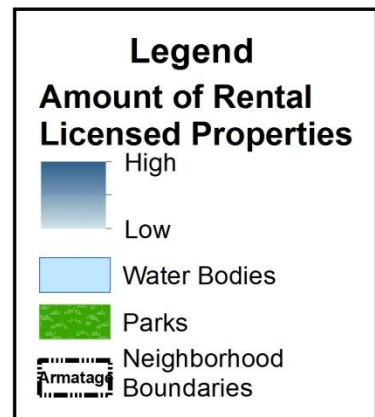 Legend
Amount of Rental
Licensed Properties
High
Low
Water Bodies
Parks
Armatage
Neighborhood
Boundaries